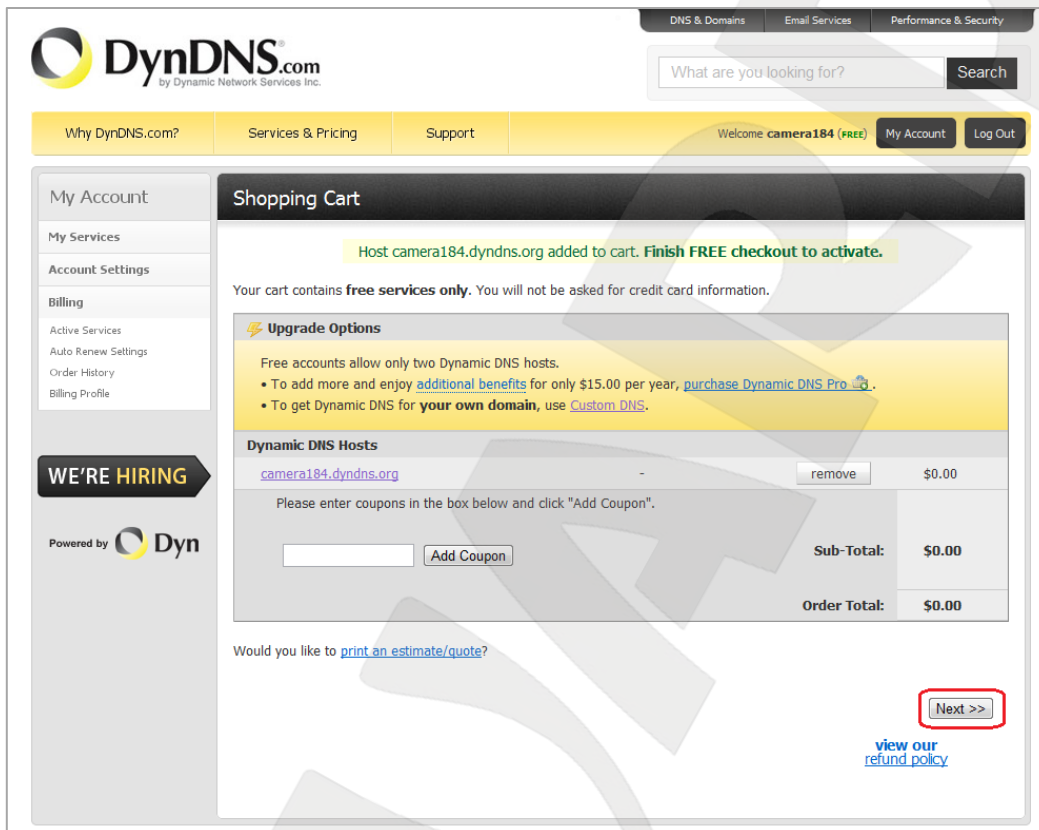 DNS & Domains Email Services Performance & Security
DynDNS.com
by Dynamic Network Services Inc.
What are you looking for? Search
Why DynDNS.com? Services & Pricing Support Welcome camera184 (FREE) My Account Log Out
My Account
My Services
Account Settings
Billing
Active Services
Auto Renew Settings
Order History
Billing Profile
WE'RE HIRING
Powered by Dyn
Shopping Cart
Host camera184.dyndns.org added to cart. Finish FREE checkout to activate.
Your cart contains free services only. You will not be asked for credit card information.
Upgrade Options
Free accounts allow only two Dynamic DNS hosts.
• To add more and enjoy additional benefits for only $15.00 per year, purchase Dynamic DNS Pro .
• To get Dynamic DNS for your own domain, use Custom DNS.
Dynamic DNS Hosts
camera184.dyndns.org - remove $0.00
Please enter coupons in the box below and click "Add Coupon".
Add Coupon Sub-Total: $0.00
Order Total: $0.00
Would you like to print an estimate/quote?
Next >>
view our
refund policy